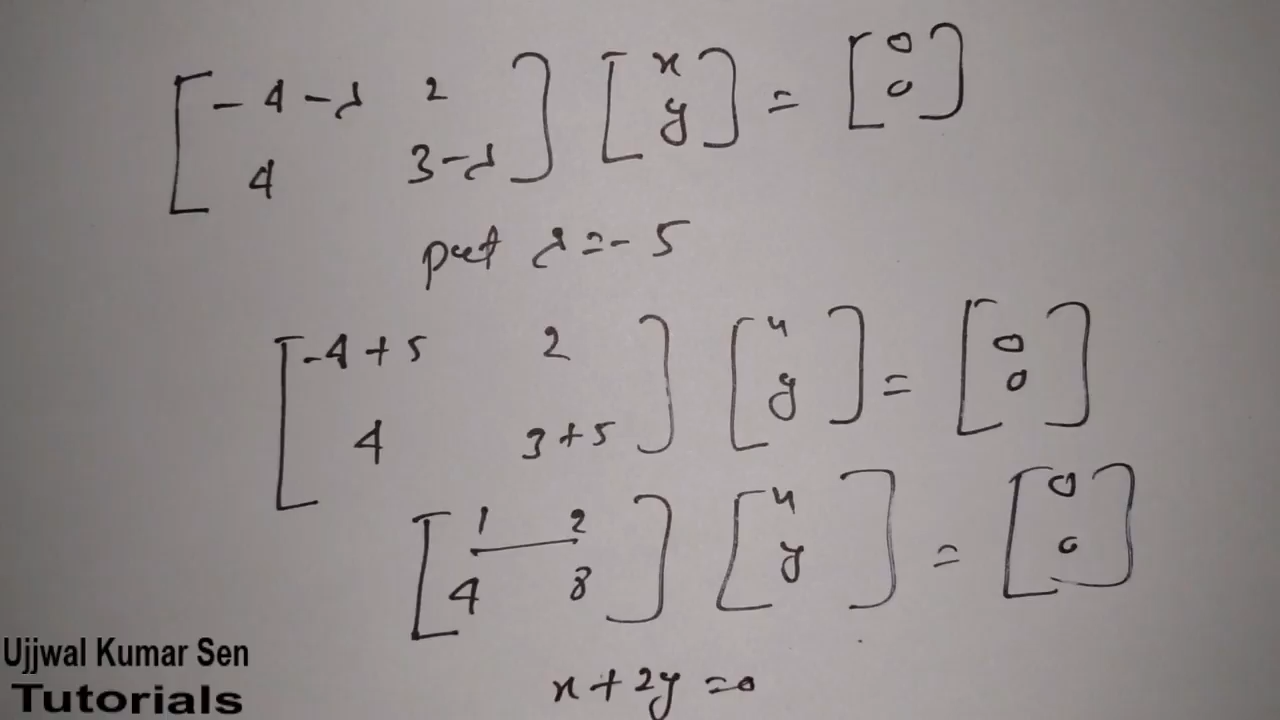 [-4-λ 2] [x] = [0]
[4 3-λ] [y] [0]
put λ=-5
[-4+5 2] [x] = [0]
[4 3+5] [y] [0]
[1 2] [x] = [0]
[4 8] [y] [0]
x+2y=0
Ujjwal Kumar Sen
Tutorials